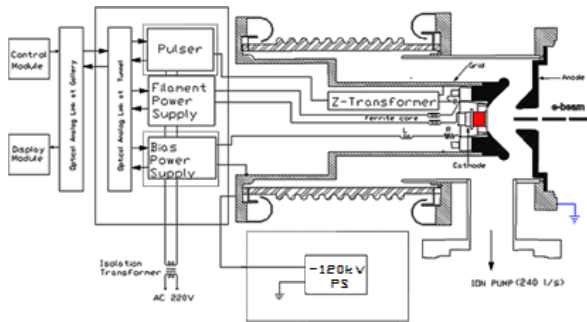 Control
Module
Display
Module
Optical Analog Link at Gallery
Optical Analog Link at Tunnel
Pulser
Filament
Power
Supply
Bias
Power
Supply
Isolation
Transformer
AC 220V
-120kV
PS
Z-Transformer
Ferrite core
L
R
Grid
Cathode
Anode
e-beam
ION PUMP(240 l/s)